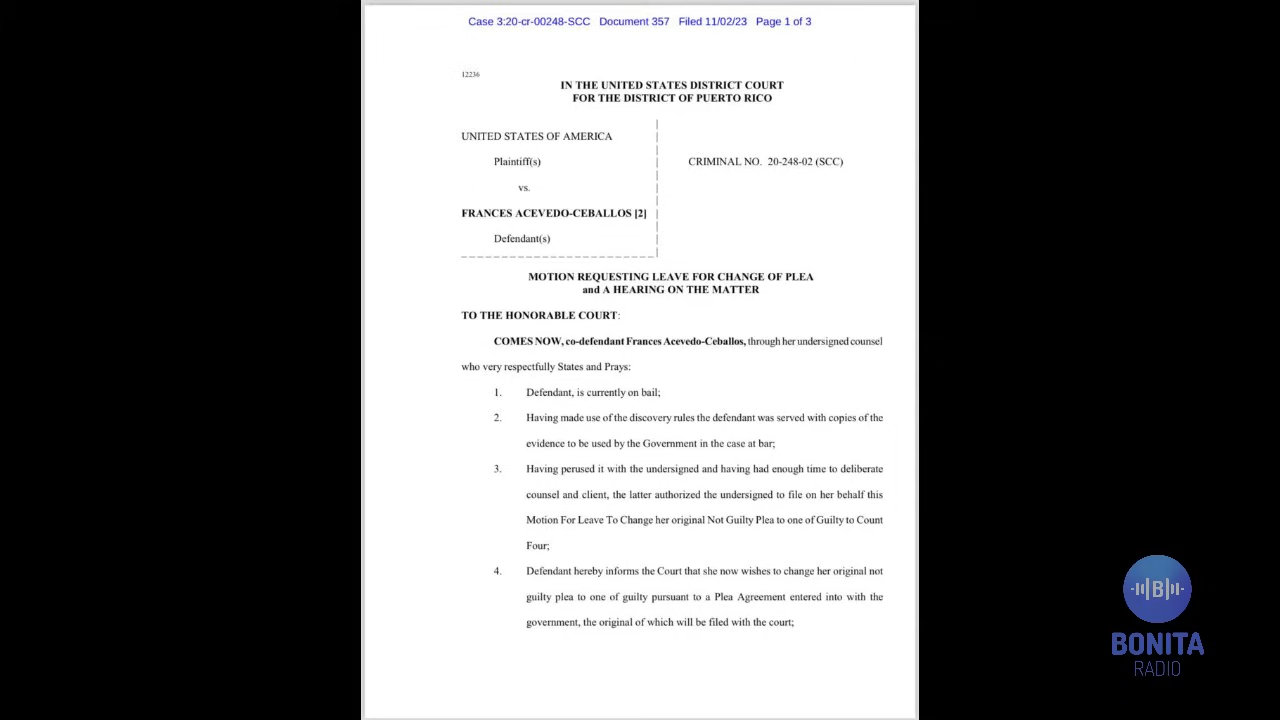 Case 3:20-cr-00248-SCC Document 357 Filed 11/02/23 Page 1 of 3
12236
IN THE UNITED STATES DISTRICT COURT
FOR THE DISTRICT OF PUERTO RICO
UNITED STATES OF AMERICA
Plaintiff(s)
CRIMINAL NO. 20-248-02 (SCC)
vs.
FRANCES ACEVEDO-CEBALLOS [2]
Defendant(s)
MOTION REQUESTING LEAVE FOR CHANGE OF PLEA
and A HEARING ON THE MATTER
TO THE HONORABLE COURT:
COMES NOW, co-defendant Frances Acevedo-Ceballos, through her undersigned counsel
who very respectfully States and Prays:
1. Defendant, is currently on bail;
2. Having made use of the discovery rules the defendant was served with copies of the
evidence to be used by the Government in the case at bar;
3. Having perused it with the undersigned and having had enough time to deliberate
counsel and client, the latter authorized the undersigned to file on her behalf this
Motion For Leave To Change her original Not Guilty Plea to one of Guilty to Count
Four;
4. Defendant hereby informs the Court that she now wishes to change her original not
guilty plea to one of guilty pursuant to a Plea Agreement entered into with the
government, the original of which will be filed with the court;
B
BONITA
RADIO